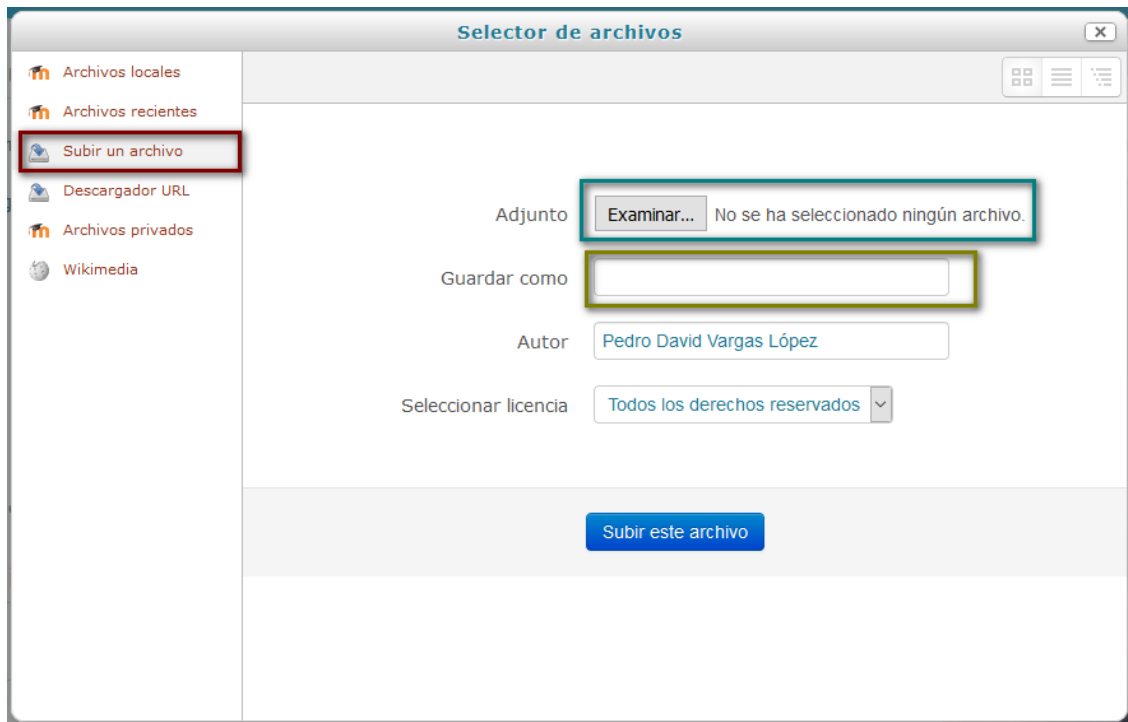 Selector de archivos
Archivos locales
Archivos recientes
Subir un archivo
Descargador URL
Archivos privados
Wikimedia
Adjunto Examinar... No se ha seleccionado ningún archivo.
Guardar como
Autor Pedro David Vargas López
Seleccionar licencia Todos los derechos reservados
Subir este archivo